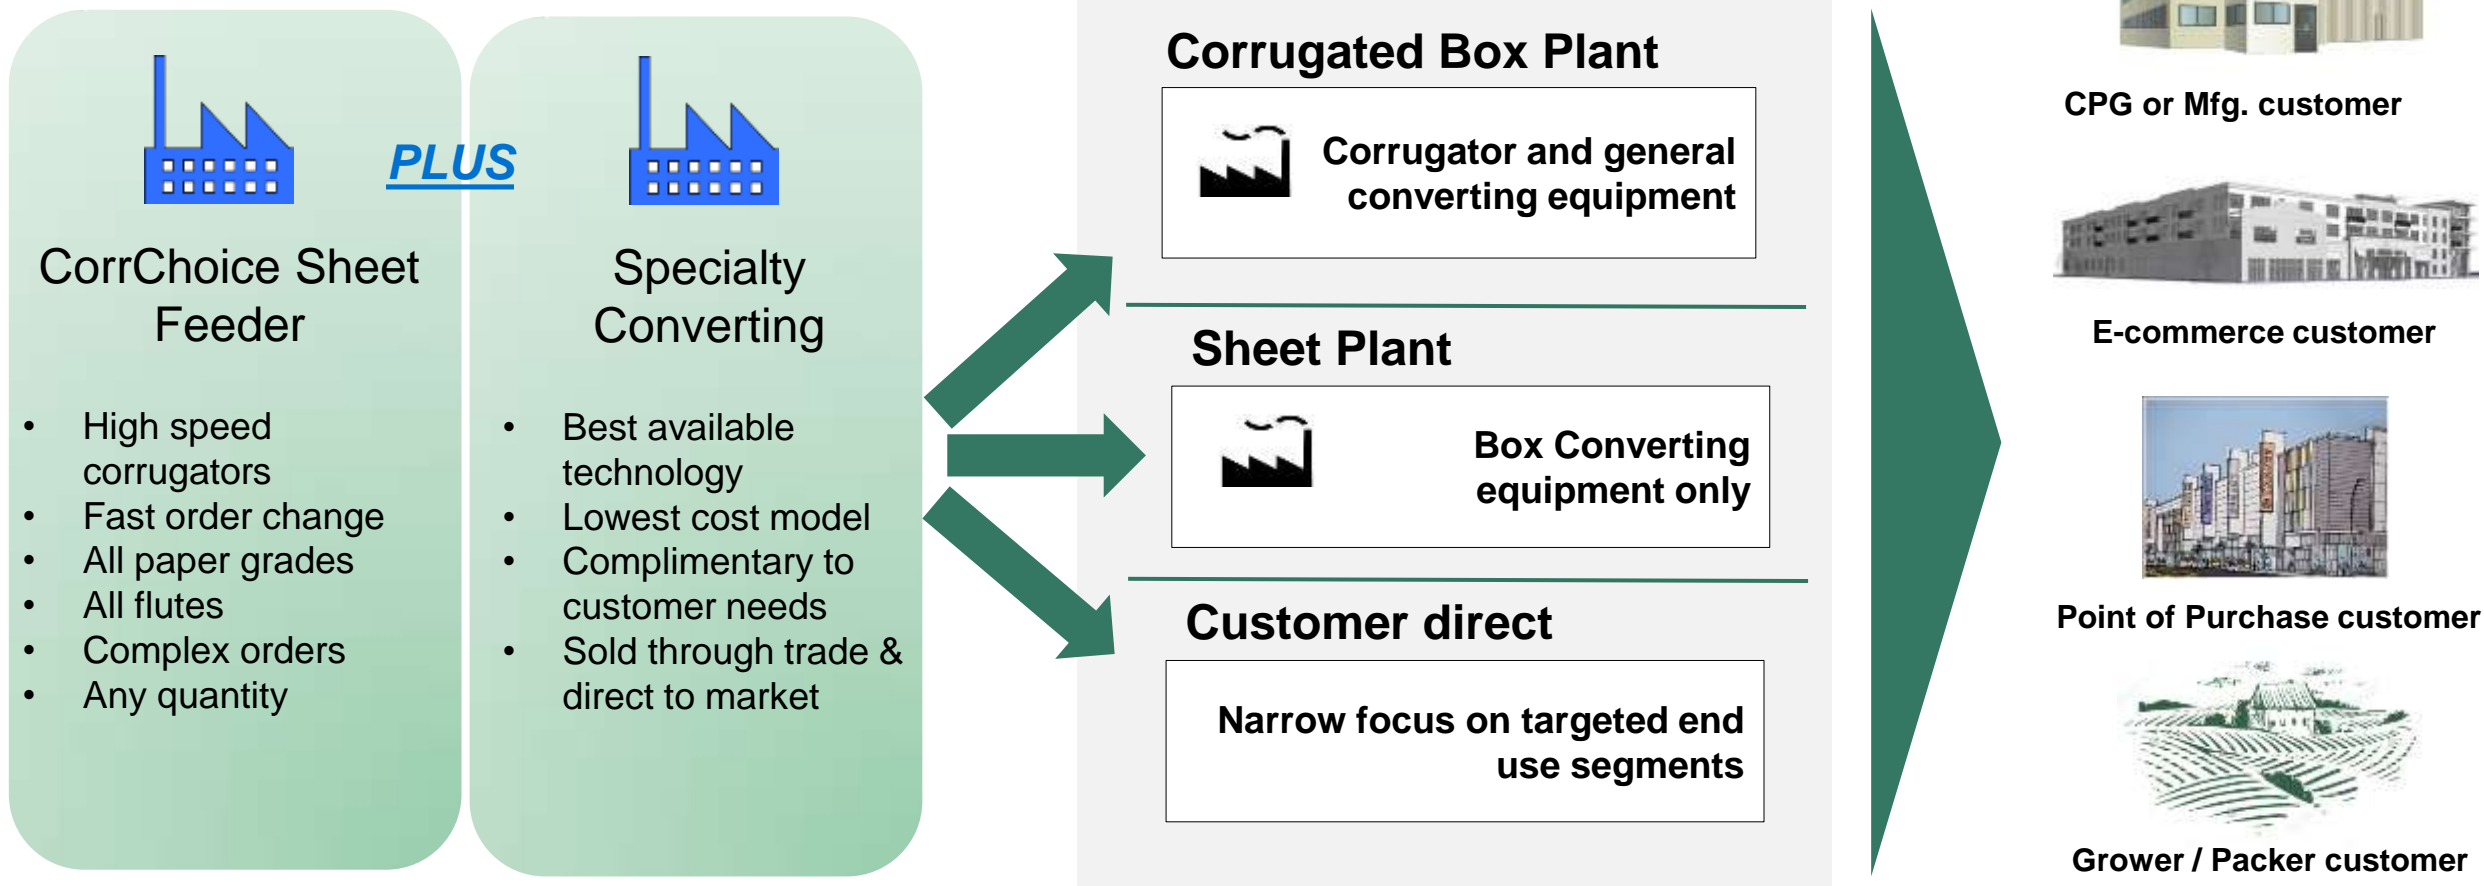 CorrChoice Sheet
Feeder
• High speed
corrugators
• Fast order change
• All paper grades
• All flutes
• Complex orders
• Any quantity
PLUS
Specialty
Converting
• Best available
technology
• Lowest cost model
• Complimentary to
customer needs
• Sold through trade &
direct to market
Corrugated Box Plant
Corrugator and general
converting equipment
Sheet Plant
Box Converting
equipment only
Customer direct
Narrow focus on targeted end
use segments
CPG or Mfg. customer
E-commerce customer
Point of Purchase customer
Grower / Packer customer